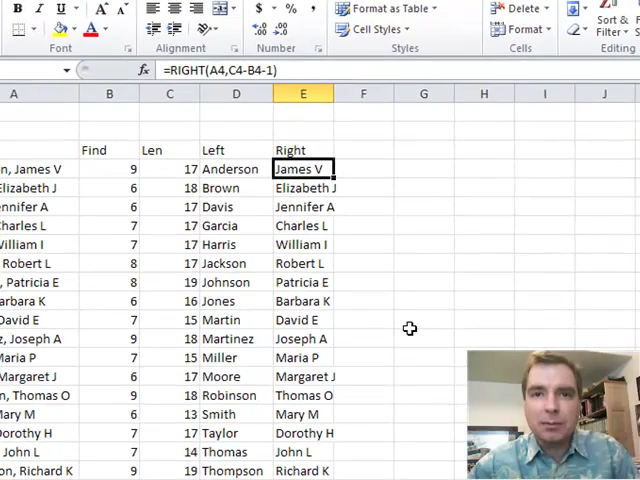 B I U A A $ % , Format as Table Delete Σ
A Cell Styles Format Sort &
Filter
Font Alignment Number Styles Cells
fx =RIGHT(A4,C4-B4-1)
A B C D E F G H I J
Find Len Left Right
n, James V 9 17 Anderson James V
Elizabeth J 6 18 Brown Elizabeth J
ennifer A 6 17 Davis Jennifer A
Charles L 7 17 Garcia Charles L
William I 7 17 Harris William I
Robert L 8 17 Jackson Robert L
, Patricia E 8 19 Johnson Patricia E
arbara K 6 16 Jones Barbara K
David E 7 15 Martin David E
z, Joseph A 9 18 Martinez Joseph A
Maria P 7 15 Miller Maria P
Margaret J 6 17 Moore Margaret J
n, Thomas O 9 18 Robinson Thomas O
Mary M 6 13 Smith Mary M
Dorothy H 7 17 Taylor Dorothy H
John L 7 14 Thomas John L
on, Richard K 9 19 Thompson Richard K